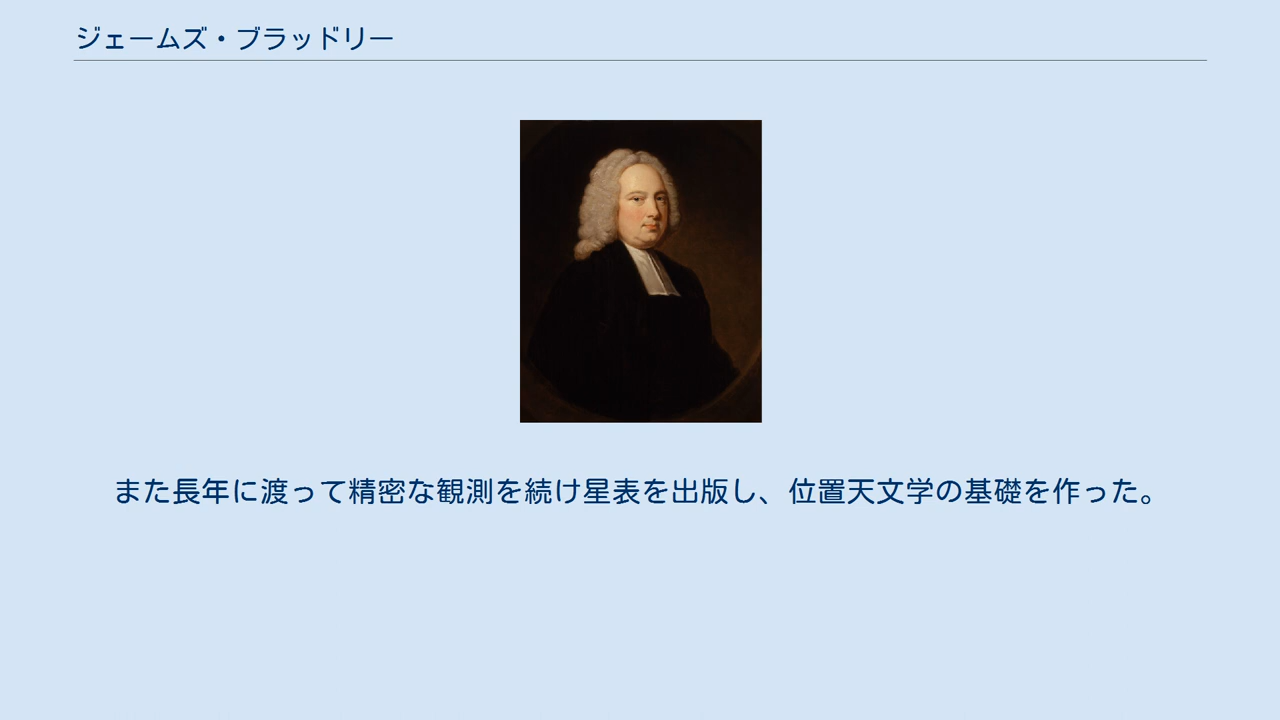 ジェームズ・ブラッドリー
また長年に渡って精密な観測を続け星表を出版し、位置天文学の基礎を作った。